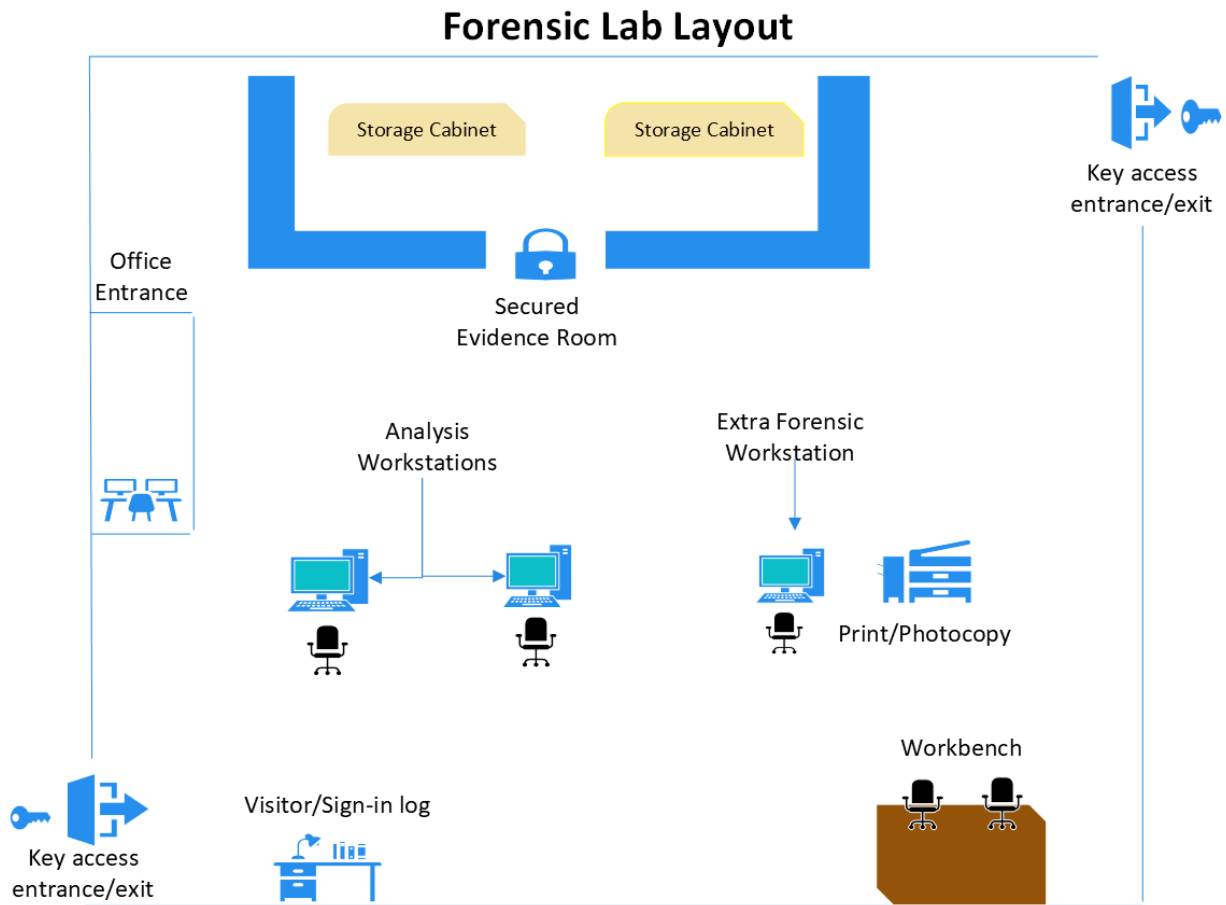 Forensic Lab Layout
Storage Cabinet
Storage Cabinet
Key access
entrance/exit
Office
Entrance
Secured
Evidence Room
Analysis
Workstations
Extra Forensic
Workstation
Print/Photocopy
Workbench
Visitor/Sign-in log
Key access
entrance/exit